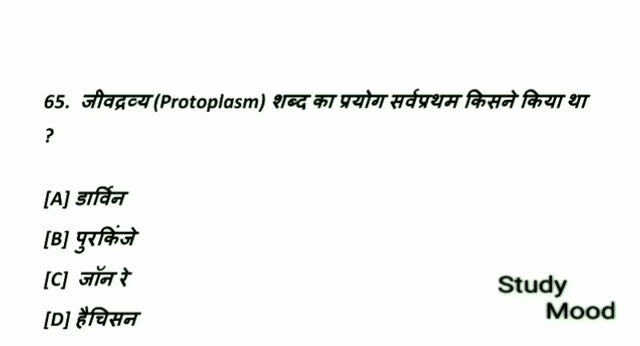 65. जीवद्रव्य (Protoplasm) शब्द का प्रयोग सर्वप्रथम किसने किया था
?
[A] डार्विन
[B] पुरकिंजे
[C] जॉन रे
[D] हैचिसन
Study
Mood